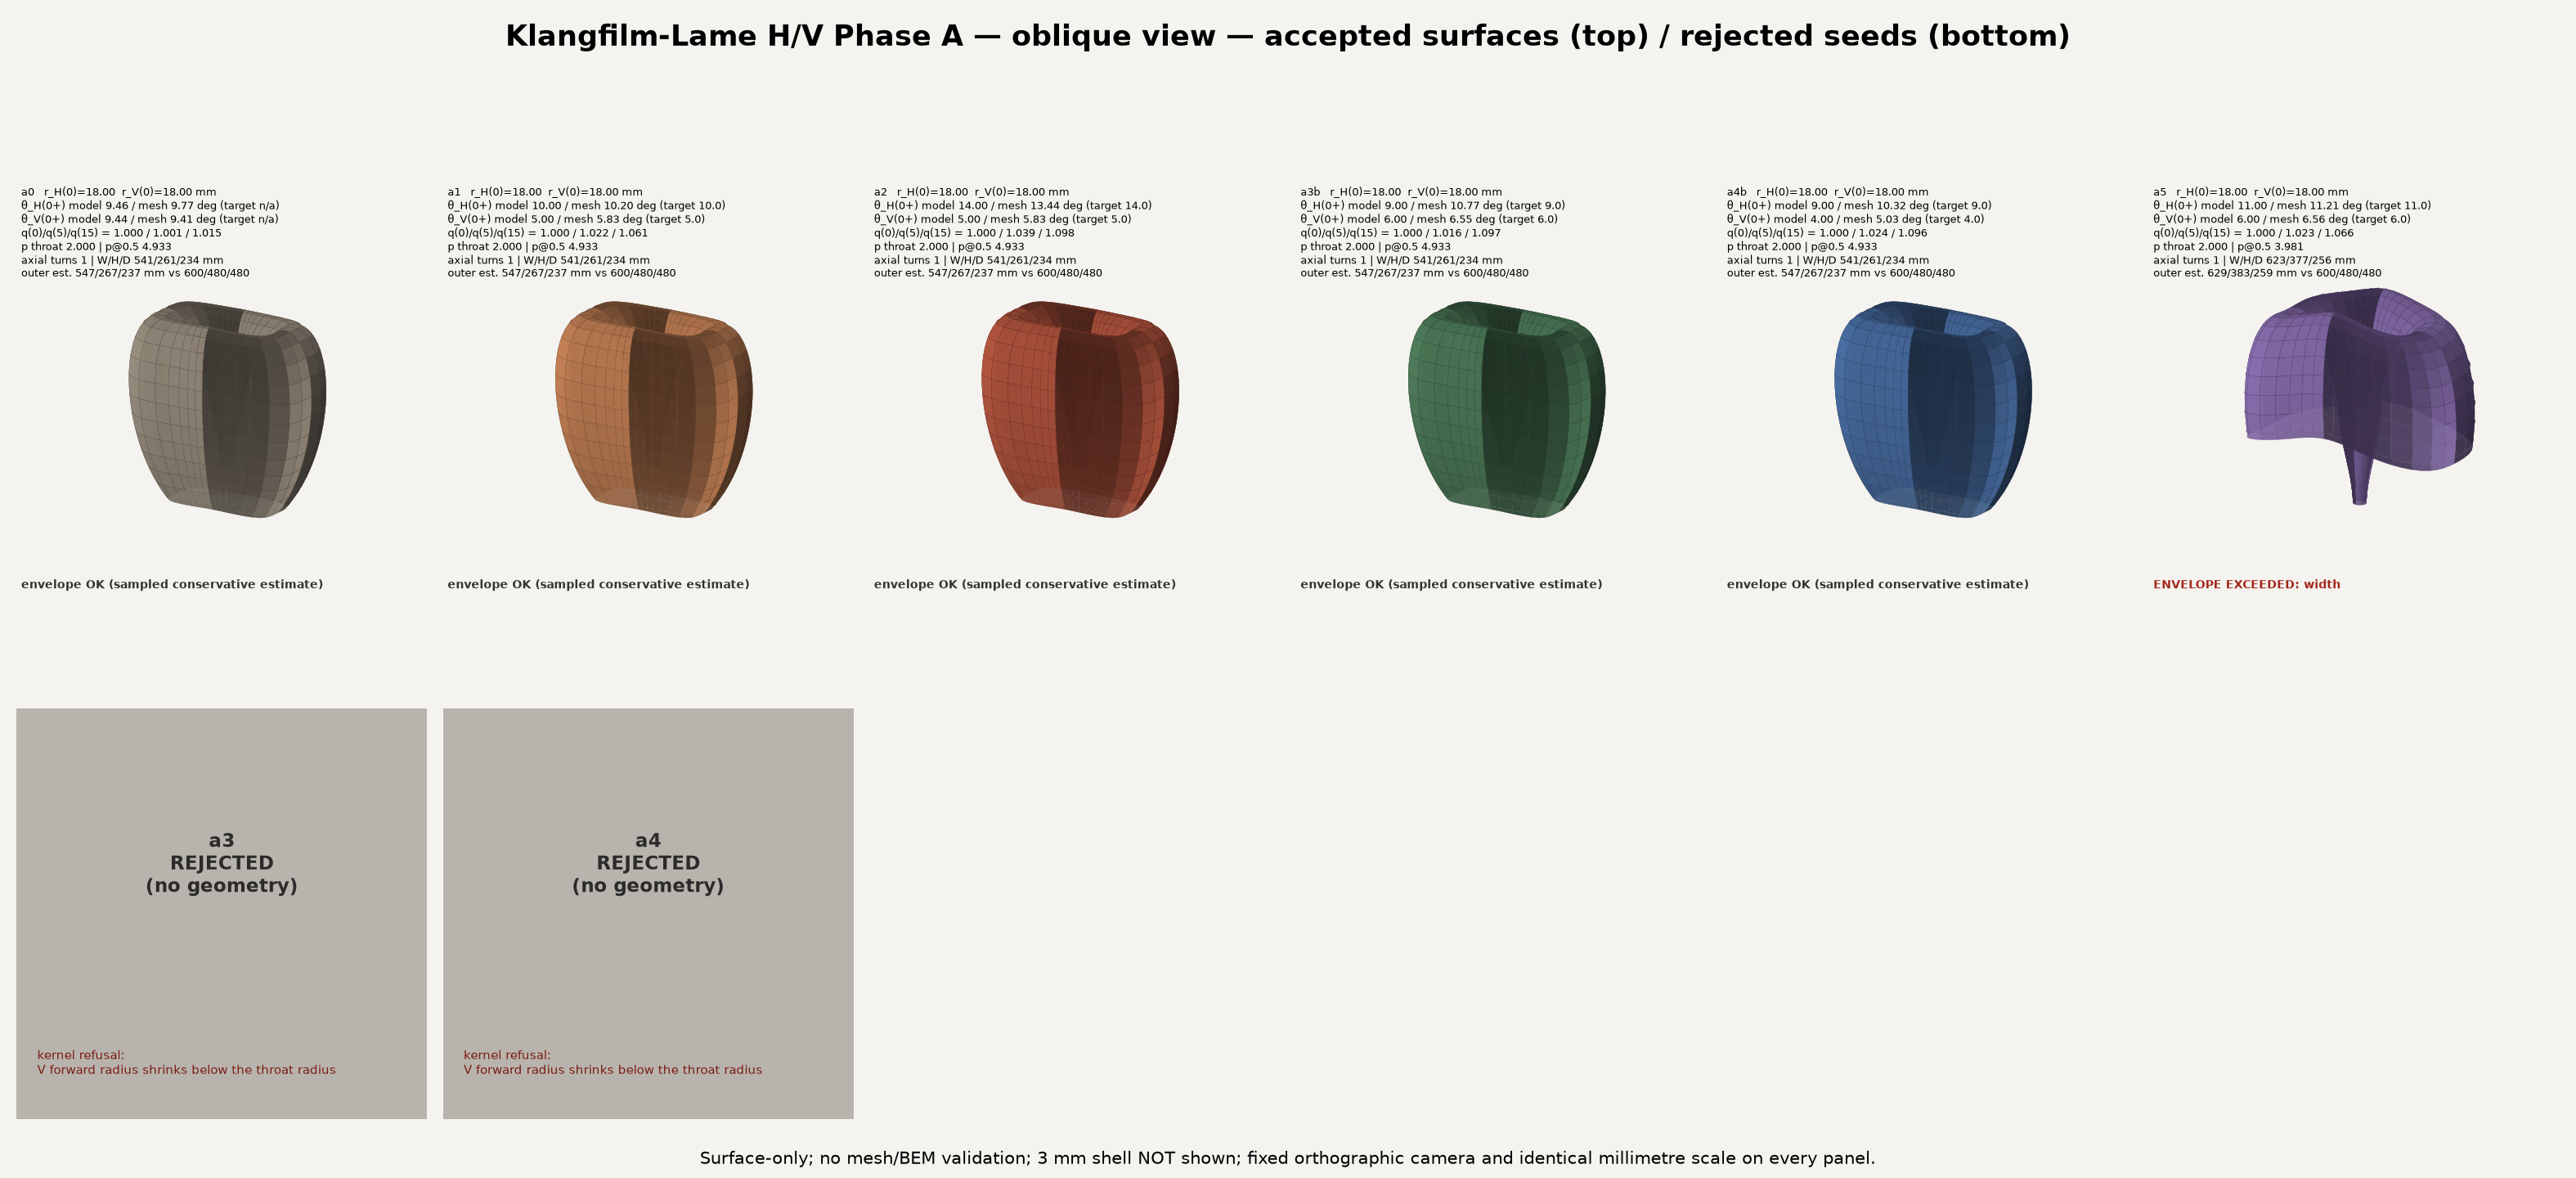 Klangfilm-Lame H/V Phase A — oblique view — accepted surfaces (top) / rejected seeds (bottom)
a0   r_H(0)=18.00  r_V(0)=18.00 mm
θ_H(0+) model 9.46 / mesh 9.77 deg (target n/a)
θ_V(0+) model 9.44 / mesh 9.41 deg (target n/a)
q(0)/q(5)/q(15) = 1.000 / 1.001 / 1.015
p throat 2.000 | p@0.5 4.933
axial turns 1 | W/H/D 541/261/234 mm
outer est. 547/267/237 mm vs 600/480/480
envelope OK (sampled conservative estimate)
a1   r_H(0)=18.00  r_V(0)=18.00 mm
θ_H(0+) model 10.00 / mesh 10.20 deg (target 10.0)
θ_V(0+) model 5.00 / mesh 5.83 deg (target 5.0)
q(0)/q(5)/q(15) = 1.000 / 1.022 / 1.061
p throat 2.000 | p@0.5 4.933
axial turns 1 | W/H/D 541/261/234 mm
outer est. 547/267/237 mm vs 600/480/480
envelope OK (sampled conservative estimate)
a2   r_H(0)=18.00  r_V(0)=18.00 mm
θ_H(0+) model 14.00 / mesh 13.44 deg (target 14.0)
θ_V(0+) model 5.00 / mesh 5.83 deg (target 5.0)
q(0)/q(5)/q(15) = 1.000 / 1.039 / 1.098
p throat 2.000 | p@0.5 4.933
axial turns 1 | W/H/D 541/261/234 mm
outer est. 547/267/237 mm vs 600/480/480
envelope OK (sampled conservative estimate)
a3b   r_H(0)=18.00  r_V(0)=18.00 mm
θ_H(0+) model 9.00 / mesh 10.77 deg (target 9.0)
θ_V(0+) model 6.00 / mesh 6.55 deg (target 6.0)
q(0)/q(5)/q(15) = 1.000 / 1.016 / 1.097
p throat 2.000 | p@0.5 4.933
axial turns 1 | W/H/D 541/261/234 mm
outer est. 547/267/237 mm vs 600/480/480
envelope OK (sampled conservative estimate)
a4b   r_H(0)=18.00  r_V(0)=18.00 mm
θ_H(0+) model 9.00 / mesh 10.32 deg (target 9.0)
θ_V(0+) model 4.00 / mesh 5.03 deg (target 4.0)
q(0)/q(5)/q(15) = 1.000 / 1.024 / 1.096
p throat 2.000 | p@0.5 4.933
axial turns 1 | W/H/D 541/261/234 mm
outer est. 547/267/237 mm vs 600/480/480
envelope OK (sampled conservative estimate)
a5   r_H(0)=18.00  r_V(0)=18.00 mm
θ_H(0+) model 11.00 / mesh 11.21 deg (target 11.0)
θ_V(0+) model 6.00 / mesh 6.56 deg (target 6.0)
q(0)/q(5)/q(15) = 1.000 / 1.023 / 1.066
p throat 2.000 | p@0.5 3.981
axial turns 1 | W/H/D 623/377/256 mm
outer est. 629/383/259 mm vs 600/480/480
ENVELOPE EXCEEDED: width
a3
REJECTED
(no geometry)
kernel refusal:
V forward radius shrinks below the throat radius
a4
REJECTED
(no geometry)
kernel refusal:
V forward radius shrinks below the throat radius
Surface-only; no mesh/BEM validation; 3 mm shell NOT shown; fixed orthographic camera and identical millimetre scale on every panel.